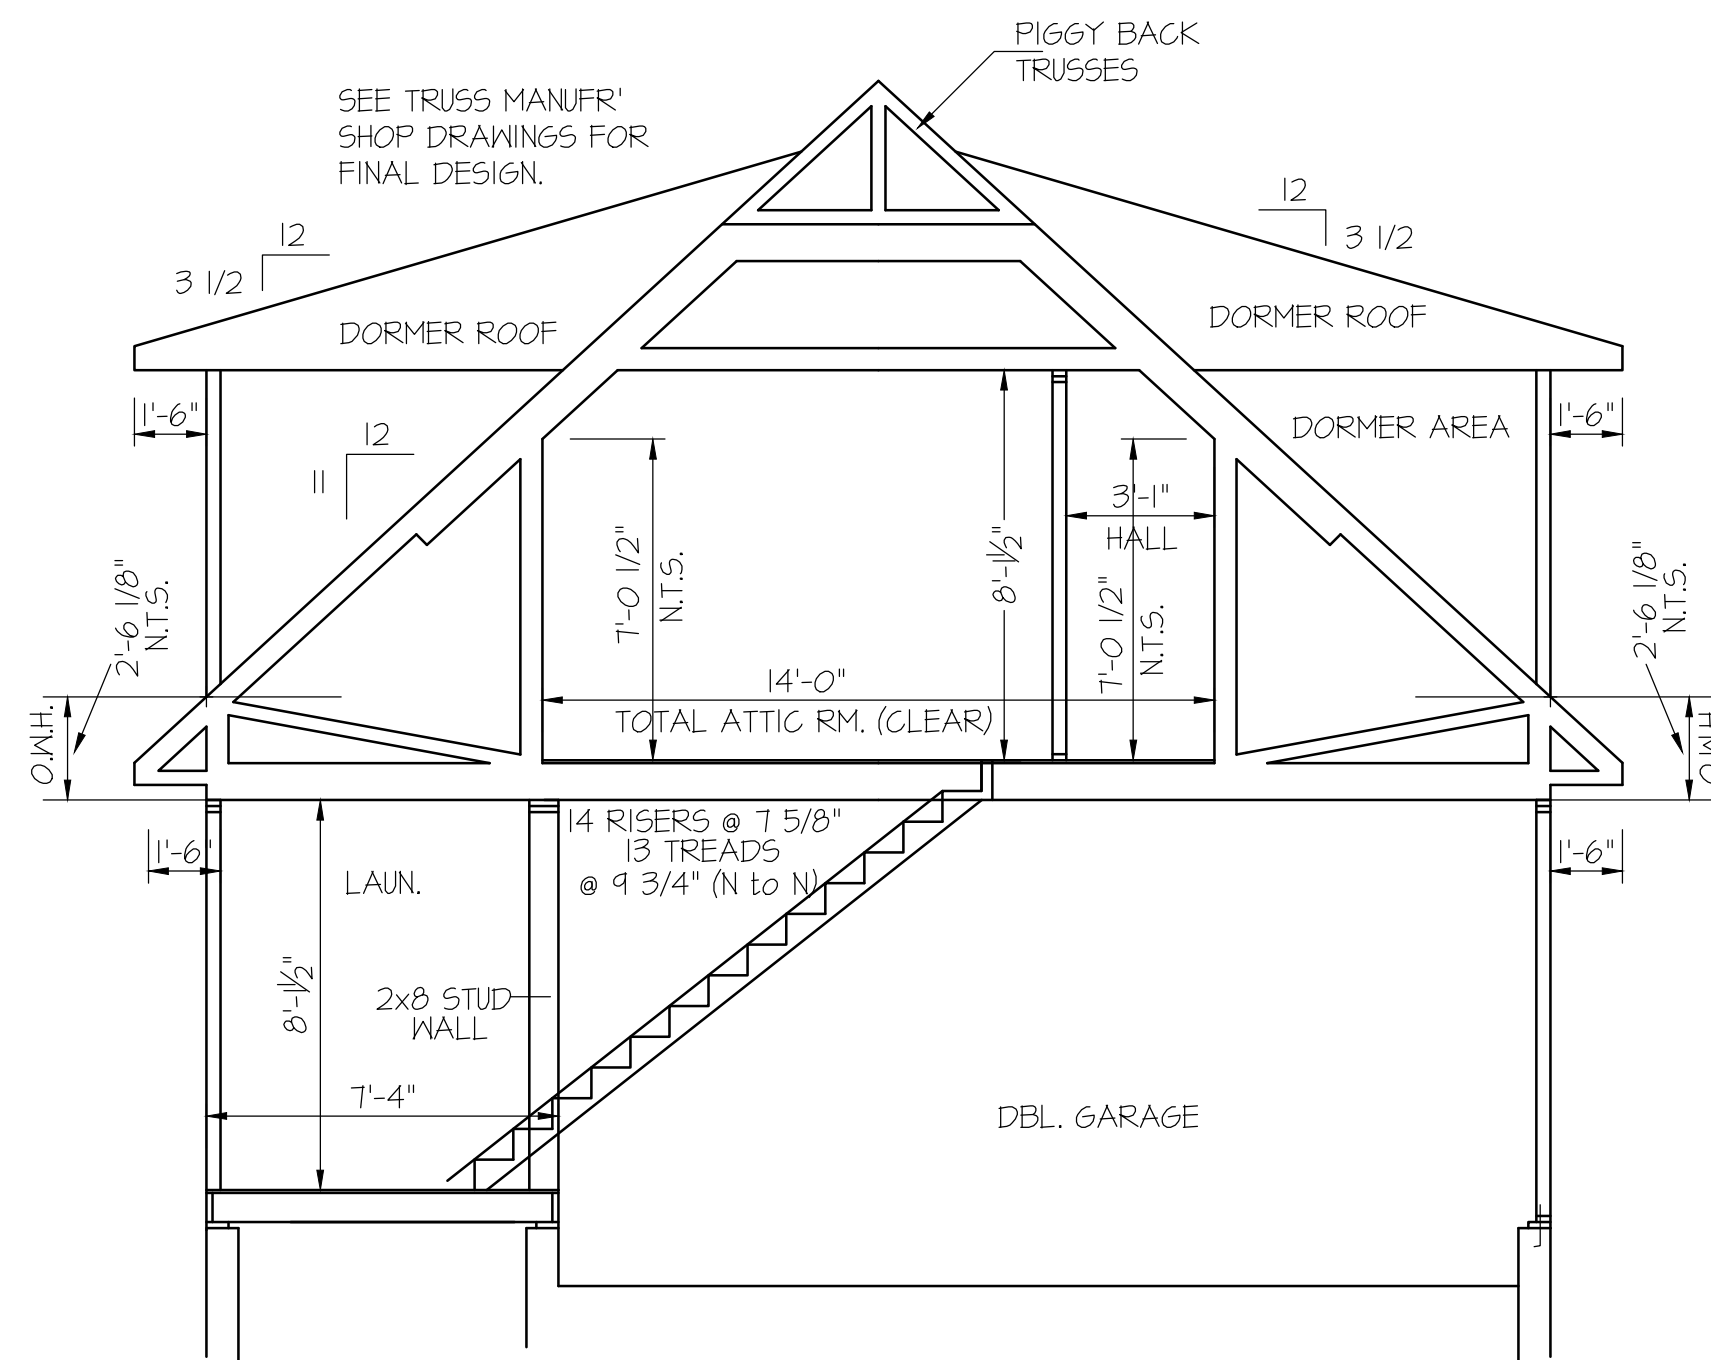 PIGGY BACK
TRUSSES
SEE TRUSS MANUFR'
SHOP DRAWINGS FOR
FINAL DESIGN.
12
3 1/2
12
3 1/2
DORMER ROOF
DORMER ROOF
1'-6"
1'-6"
DORMER AREA
12
11
3'-1"
HALL
7'-0 1/2"
N.T.S.
8'-1½"
7'-0 1/2"
N.T.S.
2'-6 1/8"
N.T.S.
2'-6 1/8"
N.T.S.
14'-0"
TOTAL ATTIC RM. (CLEAR)
O.W.H.
14 RISERS @ 7 5/8"
13 TREADS
@ 9 3/4" (N to N)
1'-6"
1'-6"
LAUN.
8'-1½"
2x8 STUD
WALL
7'-4"
DBL. GARAGE